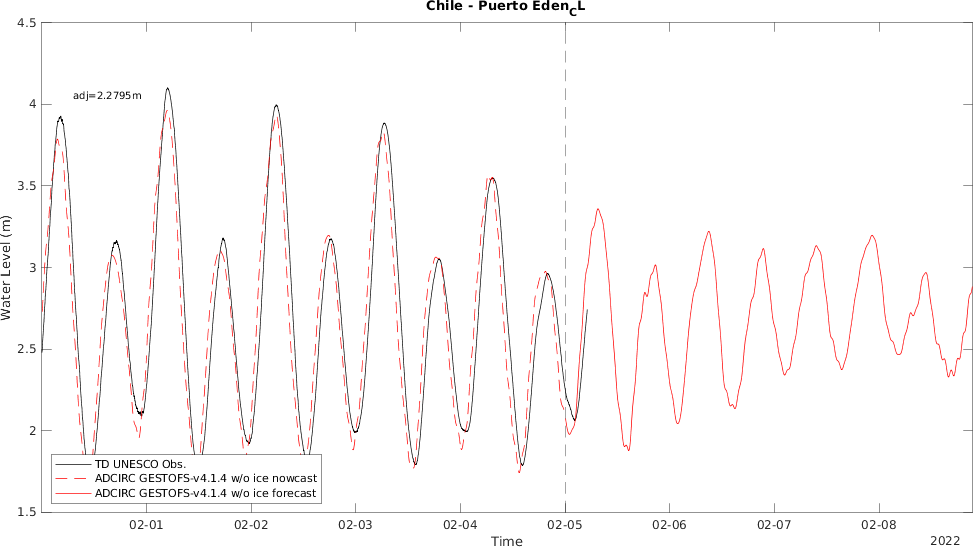 Chile - Puerto Eden_CL
4.5
adj=2.2795m
4
3.5
3
Water Level (m)
2.5
2
TD UNESCO Obs.
ADCIRC GESTOFS-v4.1.4 w/o ice nowcast
ADCIRC GESTOFS-v4.1.4 w/o ice forecast
1.5
02-01 02-02 02-03 02-04 02-05 02-06 02-07 02-08
Time
2022